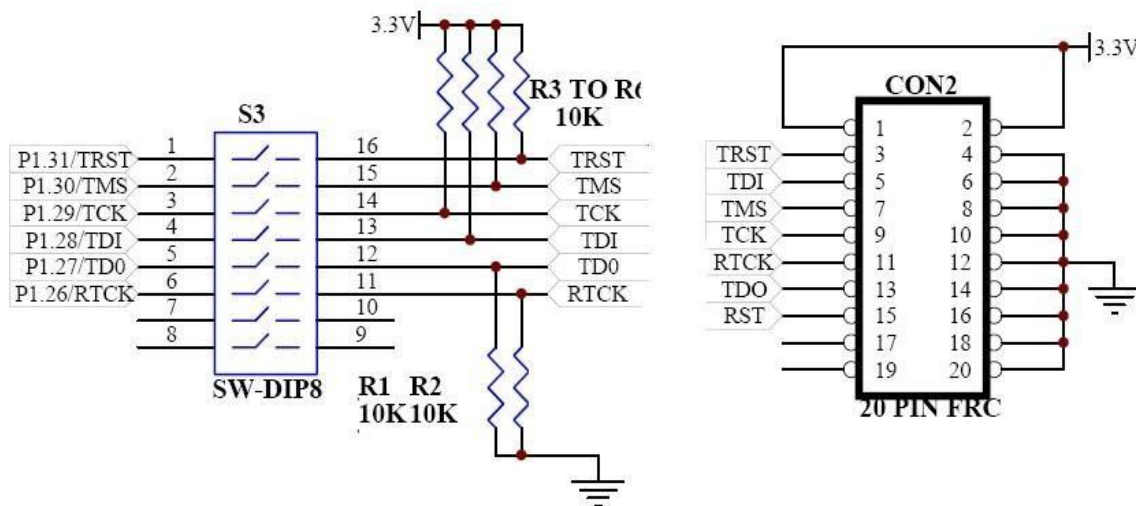 3.3V
R3 TO R6
10K
S3
1
16
P1.31/TRST
TRST
2
15
P1.30/TMS
TMS
3
14
P1.29/TCK
TCK
4
13
P1.28/TDI
TDI
5
12
P1.27/TD0
TD0
6
11
P1.26/RTCK
RTCK
7
10
8
9
SW-DIP8
R1 R2
10K 10K
3.3V
CON2
1
2
TRST
3
4
TDI
5
6
TMS
7
8
TCK
9
10
RTCK
11
12
TDO
13
14
RST
15
16
17
18
19
20
20 PIN FRC